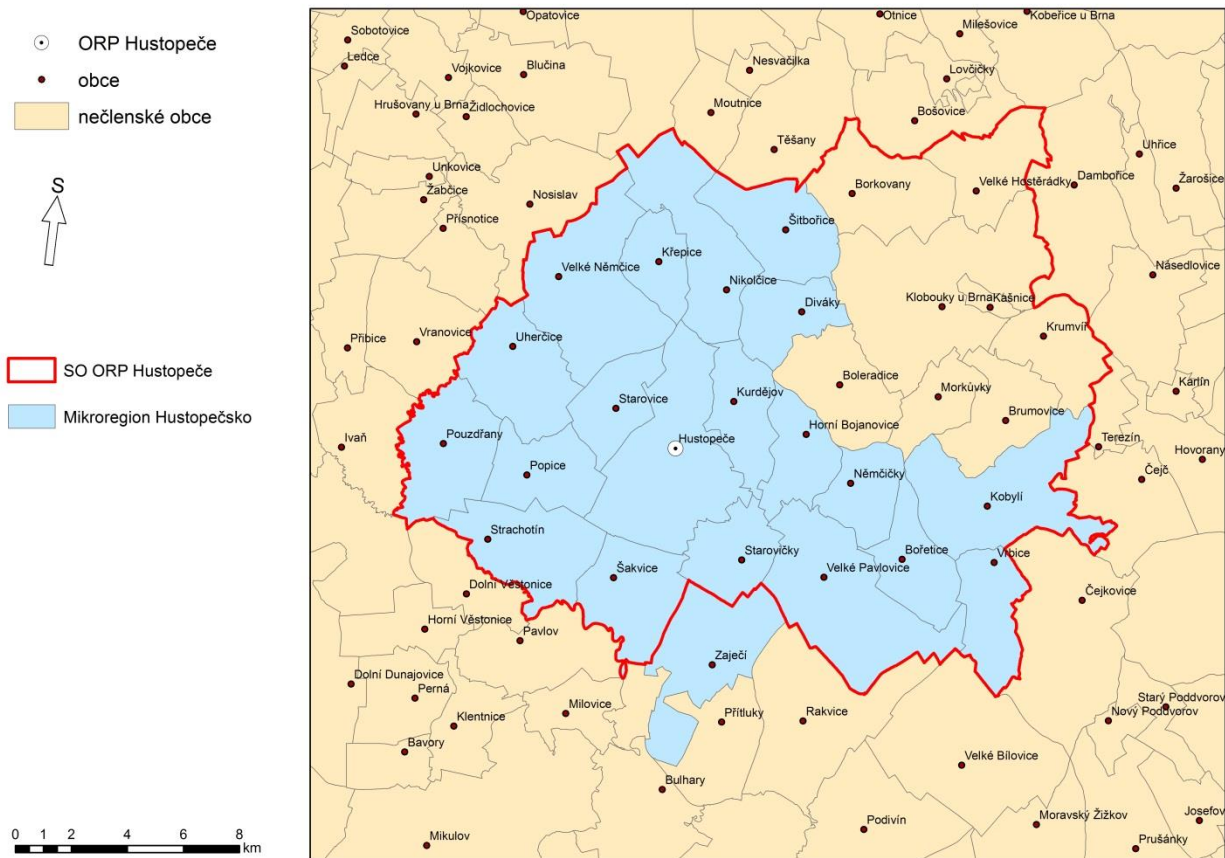 ORP Hustopeče
obce
nečlenské obce
S
SO ORP Hustopeče
Mikroregion Hustopečsko
0 1 2 4 6 8
km
Opatovice
Otnice
Kobeřice u Brna
Sobotovice
Milešovice
Ledce
Vojkovice
Blučina
Nesvačilka
Lovčičky
Hrušovany u Brna
Židlochovice
Moutnice
Bošovice
Těšany
Uhřice
Unkovice
Žabčice
Nosislav
Borkovany
Velké Hostěrádky
Dambořice
Žarošice
Přísnotice
Šitbořice
Velké Němčice
Křepice
Nikolčice
Násedlovice
Diváky
Klobouky u Brna
Kašnice
Přibice
Vranovice
Uherčice
Krumvíř
Boleradice
Morkůvky
Karlín
Starovice
Kurdějov
Brumovice
Ivaň
Pouzdřany
Hustopeče
Horní Bojanovice
Terezín
Hovorany
Popice
Němčičky
Čejč
Kobylí
Strachotín
Starovičky
Bořetice
Vrbice
Šakvice
Velké Pavlovice
Dolní Věstonice
Čejkovice
Horní Věstonice
Pavlov
Zaječí
Dolní Dunajovice
Perná
Klentnice
Milovice
Přítluky
Rakvice
Starý Poddvorov
Nový Poddvorov
Bavory
Velké Bílovice
Bulhary
Podivín
Moravský Žižkov
Josefov
Mikulov
Prušánky